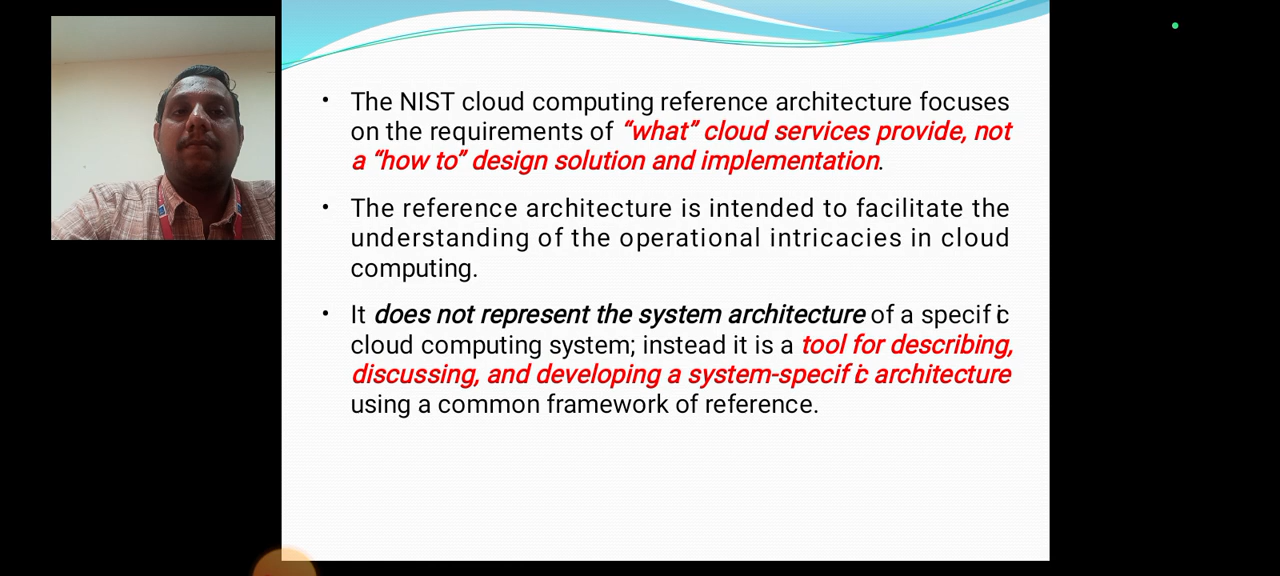 • The NIST cloud computing reference architecture focuses
on the requirements of “what” cloud services provide, not
a “how to” design solution and implementation.
• The reference architecture is intended to facilitate the
understanding of the operational intricacies in cloud
computing.
• It does not represent the system architecture of a specific
cloud computing system; instead it is a tool for describing,
discussing, and developing a system-specific architecture
using a common framework of reference.